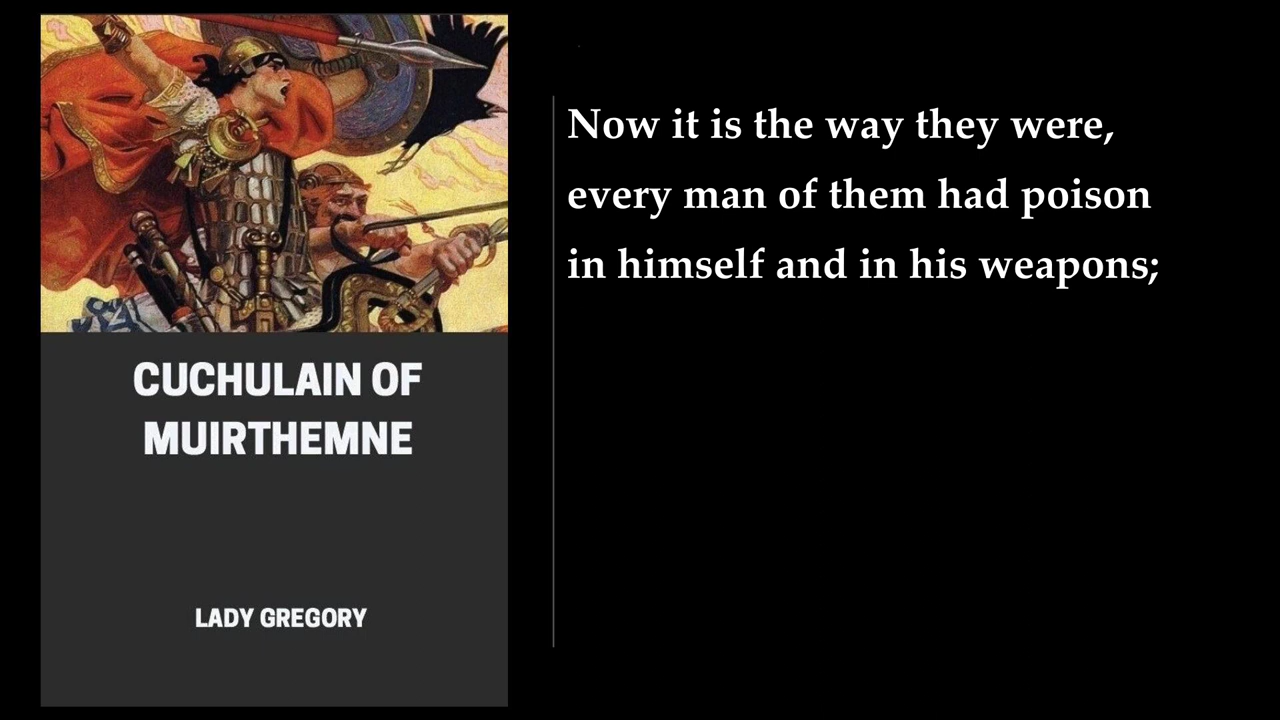 CUCHULAIN OF
MUIRTHEMNE
LADY GREGORY
Now it is the way they were,
every man of them had poison
in himself and in his weapons;